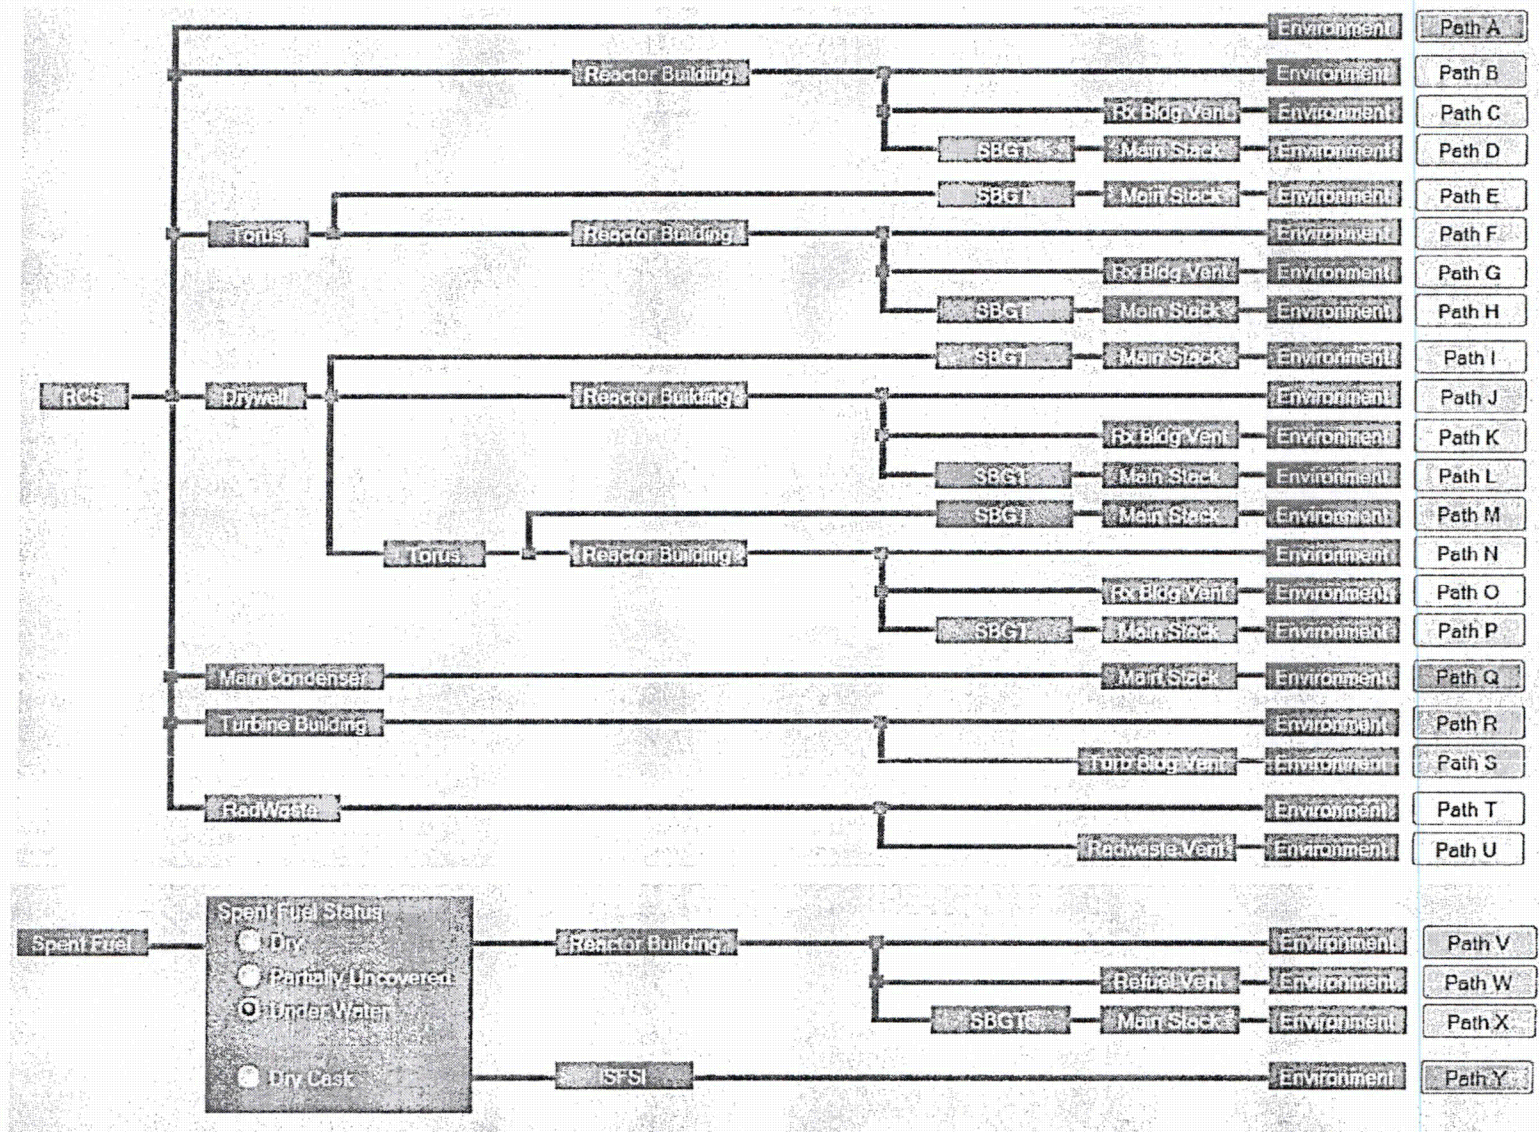 Environment Path A
Reactor Building Environment Path B
Rx Bldg Vent Environment Path C
SBGT Main Stack Environment Path D
SBGT Main Stack Environment Path E
Torus Reactor Building Environment Path F
Rx Bldg Vent Environment Path G
SBGT Main Stack Environment Path H
SBGT Main Stack Environment Path I
RCS Drywell Reactor Building Environment Path J
Rx Bldg Vent Environment Path K
SBGT Main Stack Environment Path L
SBGT Main Stack Environment Path M
Torus Reactor Building Environment Path N
Rx Bldg Vent Environment Path O
SBGT Main Stack Environment Path P
Main Condenser Main Stack Environment Path Q
Turbine Building Environment Path R
Turb Bldg Vent Environment Path S
RadWaste Environment Path T
Radwaste Vent Environment Path U
Spent Fuel Status
Spent Fuel Dry Reactor Building Environment Path V
Partially Uncovered Refuel Vent Environment Path W
Under Water SBGT Main Stack Environment Path X
Dry Cask ISFSI Environment Path Y